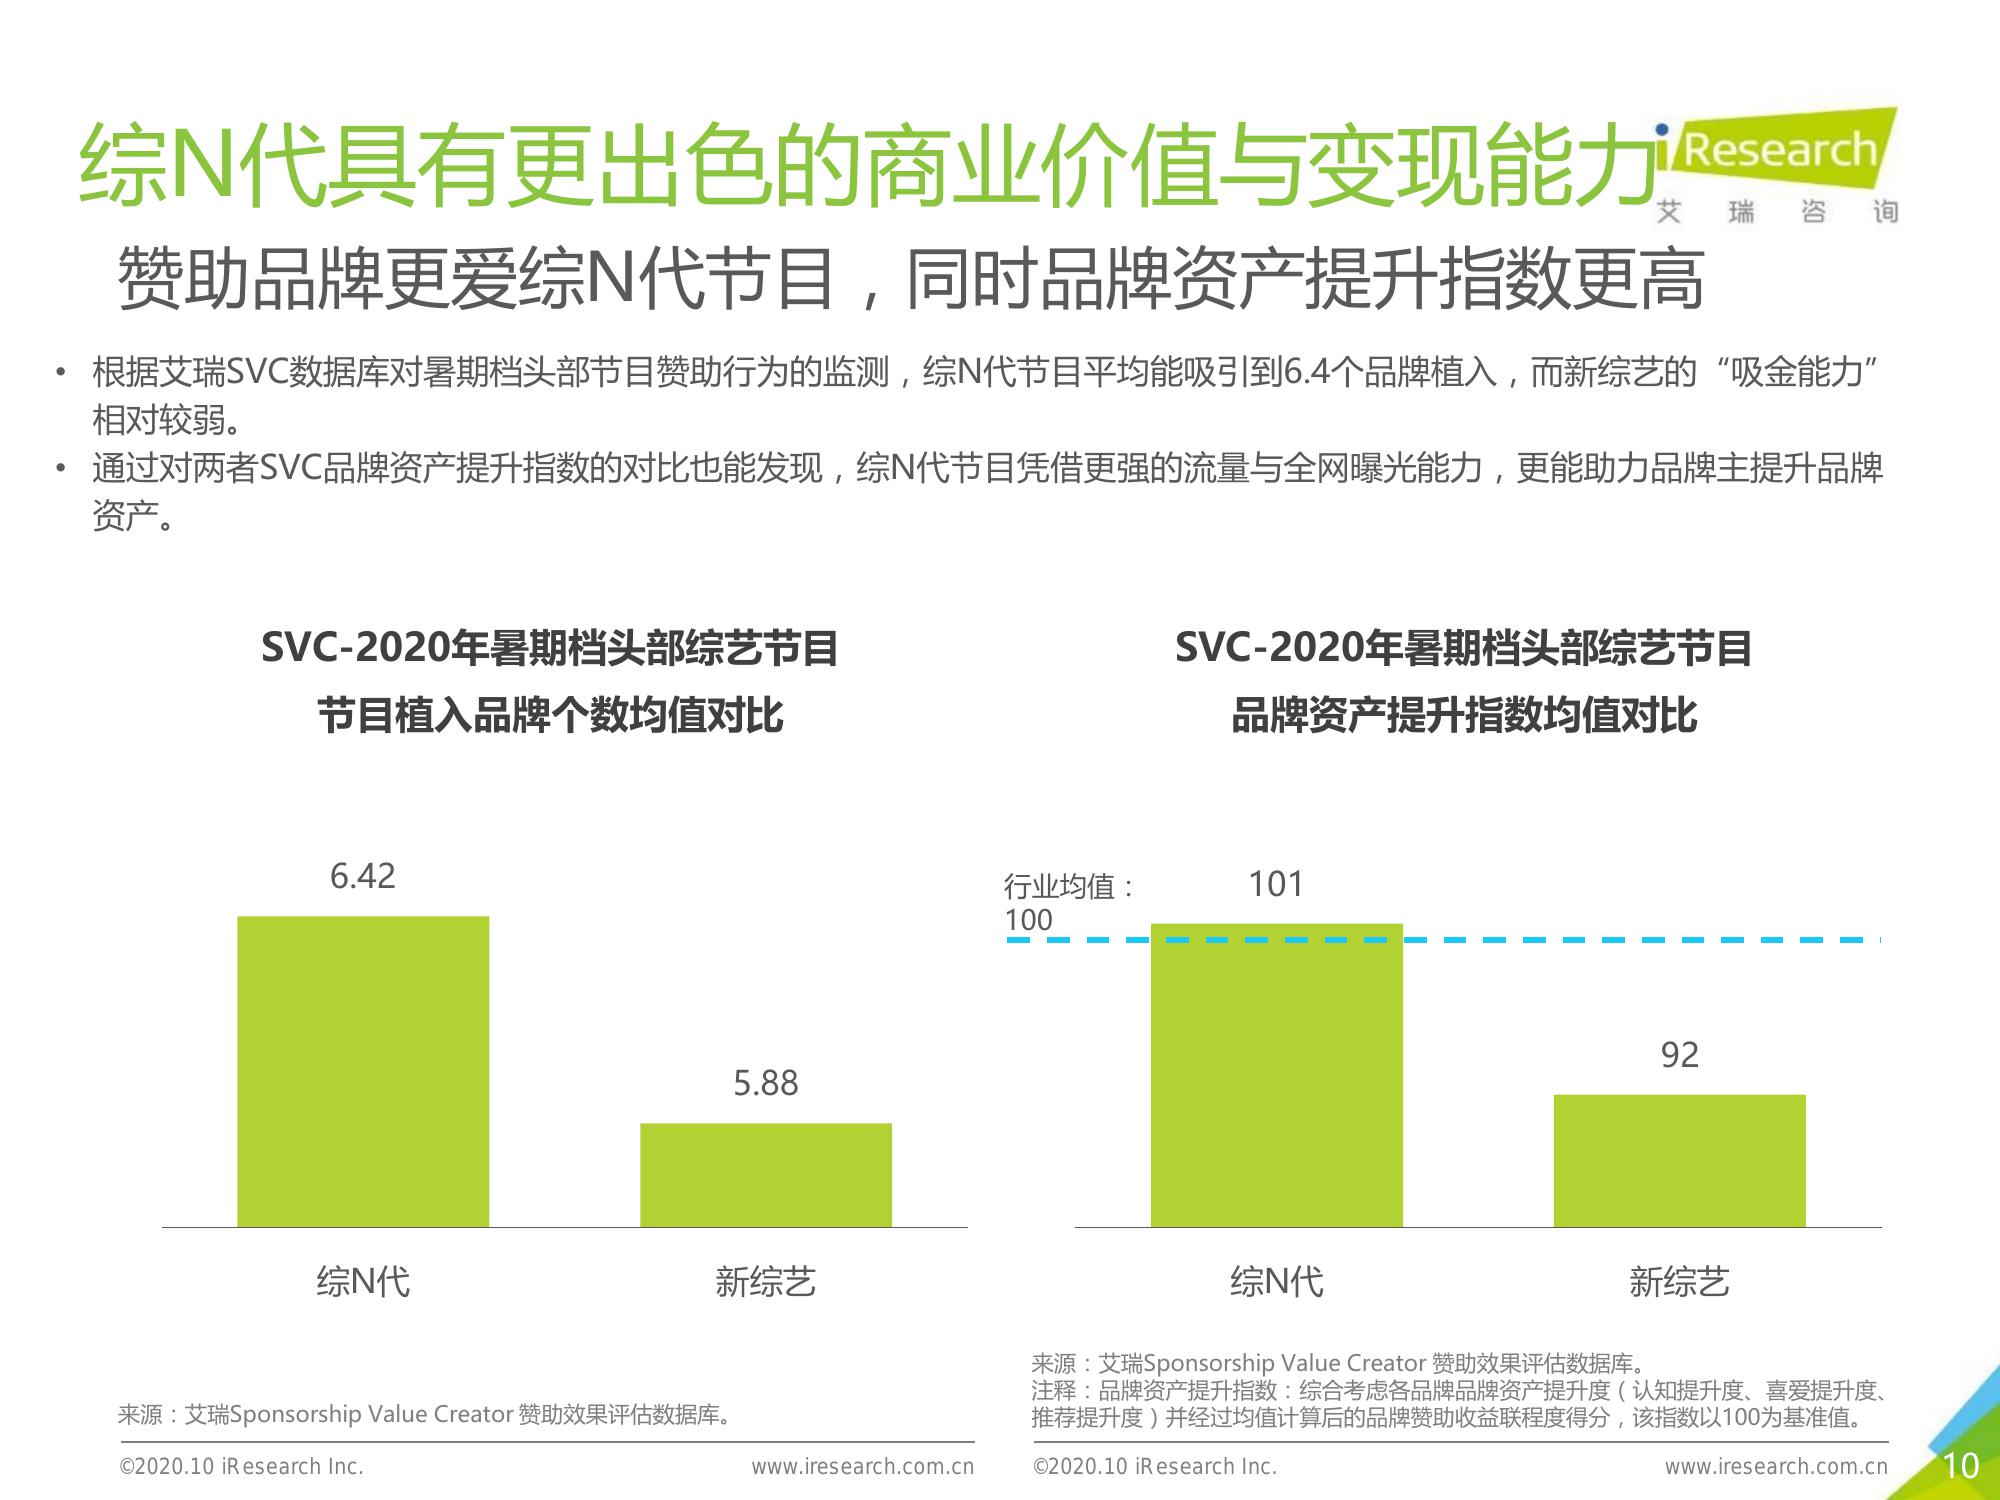 综N代具有更出色的商业价值与变现能力
iResearch
艾瑞咨询
赞助品牌更爱综N代节目，同时品牌资产提升指数更高
• 根据艾瑞SVC数据库对暑期档头部节目赞助行为的监测，综N代节目平均能吸引到6.4个品牌植入，而新综艺的“吸金能力”
相对较弱。
• 通过对两者SVC品牌资产提升指数的对比也能发现，综N代节目凭借更强的流量与全网曝光能力，更能助力品牌主提升品牌
资产。
SVC-2020年暑期档头部综艺节目
节目植入品牌个数均值对比
6.42
5.88
综N代
新综艺
来源：艾瑞Sponsorship Value Creator 赞助效果评估数据库。
©2020.10 iResearch Inc.
www.iresearch.com.cn
SVC-2020年暑期档头部综艺节目
品牌资产提升指数均值对比
行业均值：
100
101
92
综N代
新综艺
来源：艾瑞Sponsorship Value Creator 赞助效果评估数据库。
注释：品牌资产提升指数：综合考虑各品牌品牌资产提升度（认知提升度、喜爱提升度、
推荐提升度）并经过均值计算后的品牌赞助收益联程度得分，该指数以100为基准值。
©2020.10 iResearch Inc.
www.iresearch.com.cn
10